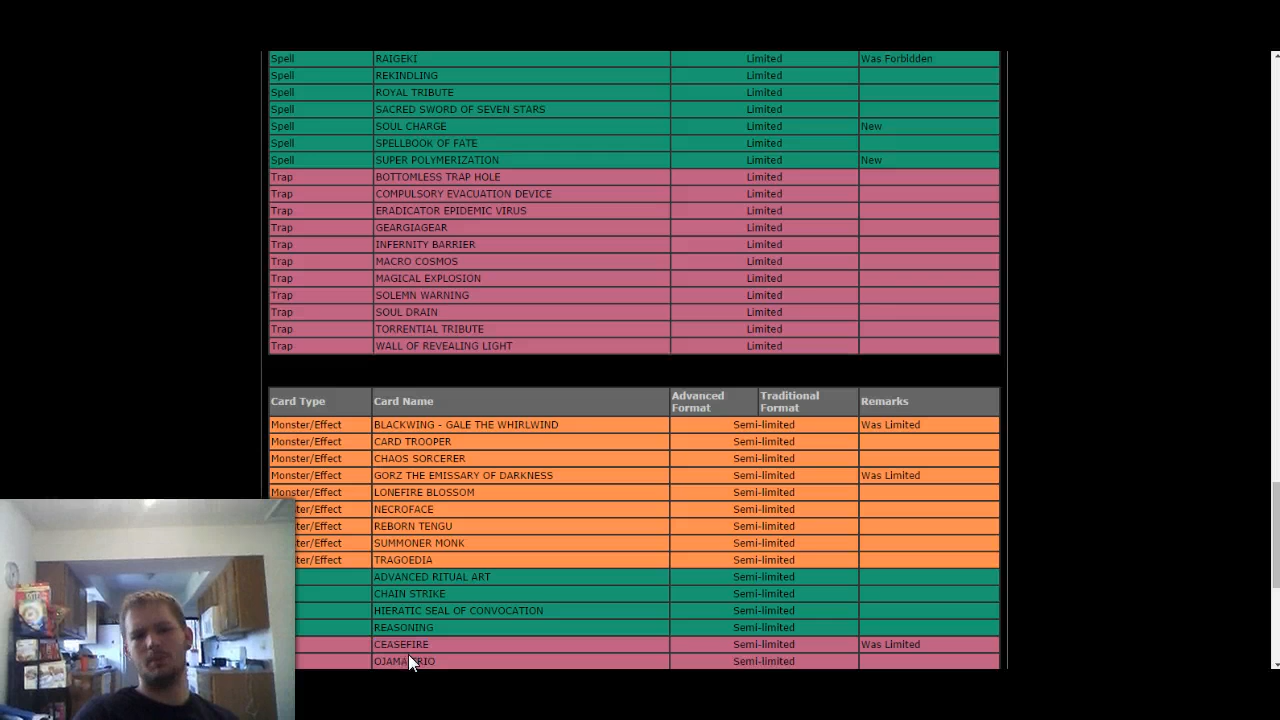 Spell RAIGEKI Limited Was Forbidden
Spell REKINDLING Limited
Spell ROYAL TRIBUTE Limited
Spell SACRED SWORD OF SEVEN STARS Limited
Spell SOUL CHARGE Limited New
Spell SPELLBOOK OF FATE Limited
Spell SUPER POLYMERIZATION Limited New
Trap BOTTOMLESS TRAP HOLE Limited
Trap COMPULSORY EVACUATION DEVICE Limited
Trap ERADICATOR EPIDEMIC VIRUS Limited
Trap GEARGIAGEAR Limited
Trap INFERNITY BARRIER Limited
Trap MACRO COSMOS Limited
Trap MAGICAL EXPLOSION Limited
Trap SOLEMN WARNING Limited
Trap SOUL DRAIN Limited
Trap TORRENTIAL TRIBUTE Limited
Trap WALL OF REVEALING LIGHT Limited
Card Type Card Name Advanced Format Traditional Format Remarks
Monster/Effect BLACKWING - GALE THE WHIRLWIND Semi-limited Was Limited
Monster/Effect CARD TROOPER Semi-limited
Monster/Effect CHAOS SORCERER Semi-limited
Monster/Effect GORZ THE EMISSARY OF DARKNESS Semi-limited Was Limited
Monster/Effect LONEFIRE BLOSSOM Semi-limited
ter/Effect NECROFACE Semi-limited
ter/Effect REBORN TENGU Semi-limited
ter/Effect SUMMONER MONK Semi-limited
ter/Effect TRAGOEDIA Semi-limited
ADVANCED RITUAL ART Semi-limited
CHAIN STRIKE Semi-limited
HIERATIC SEAL OF CONVOCATION Semi-limited
REASONING Semi-limited
CEASEFIRE Semi-limited Was Limited
OJAMA TRIO Semi-limited